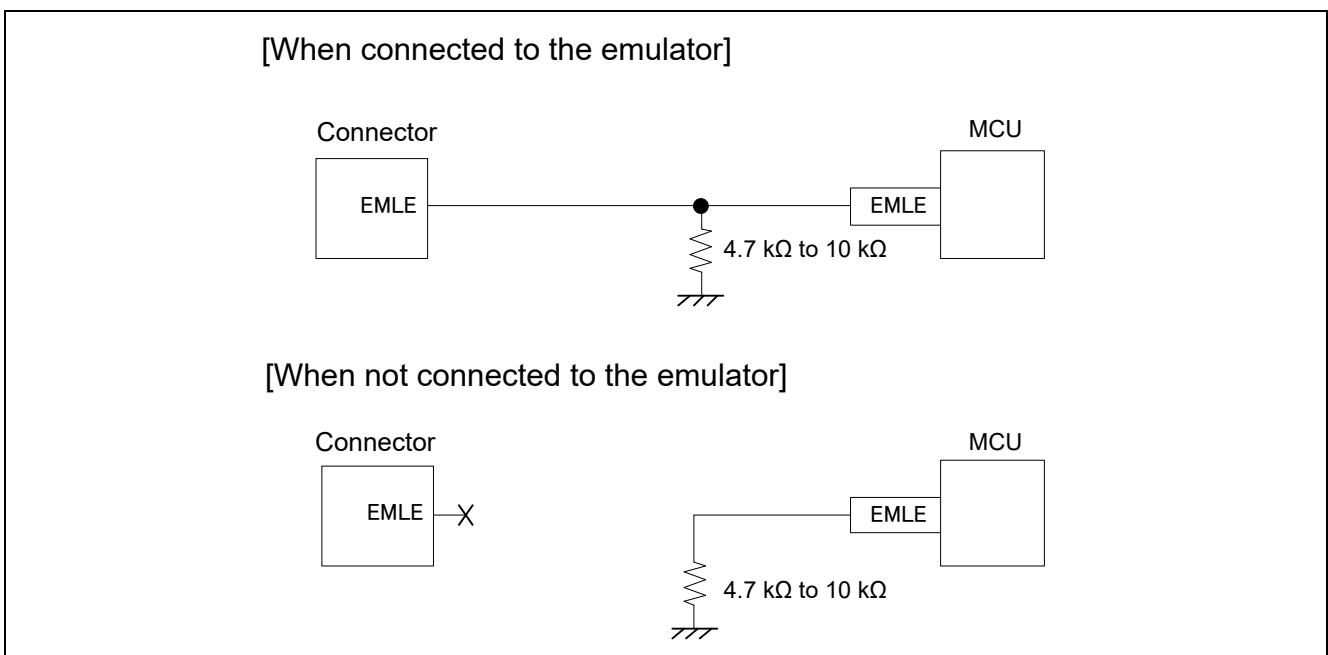 [When connected to the emulator]
Connector
MCU
EMLE
EMLE
4.7 kΩ to 10 kΩ
[When not connected to the emulator]
Connector
MCU
EMLE
EMLE
4.7 kΩ to 10 kΩ